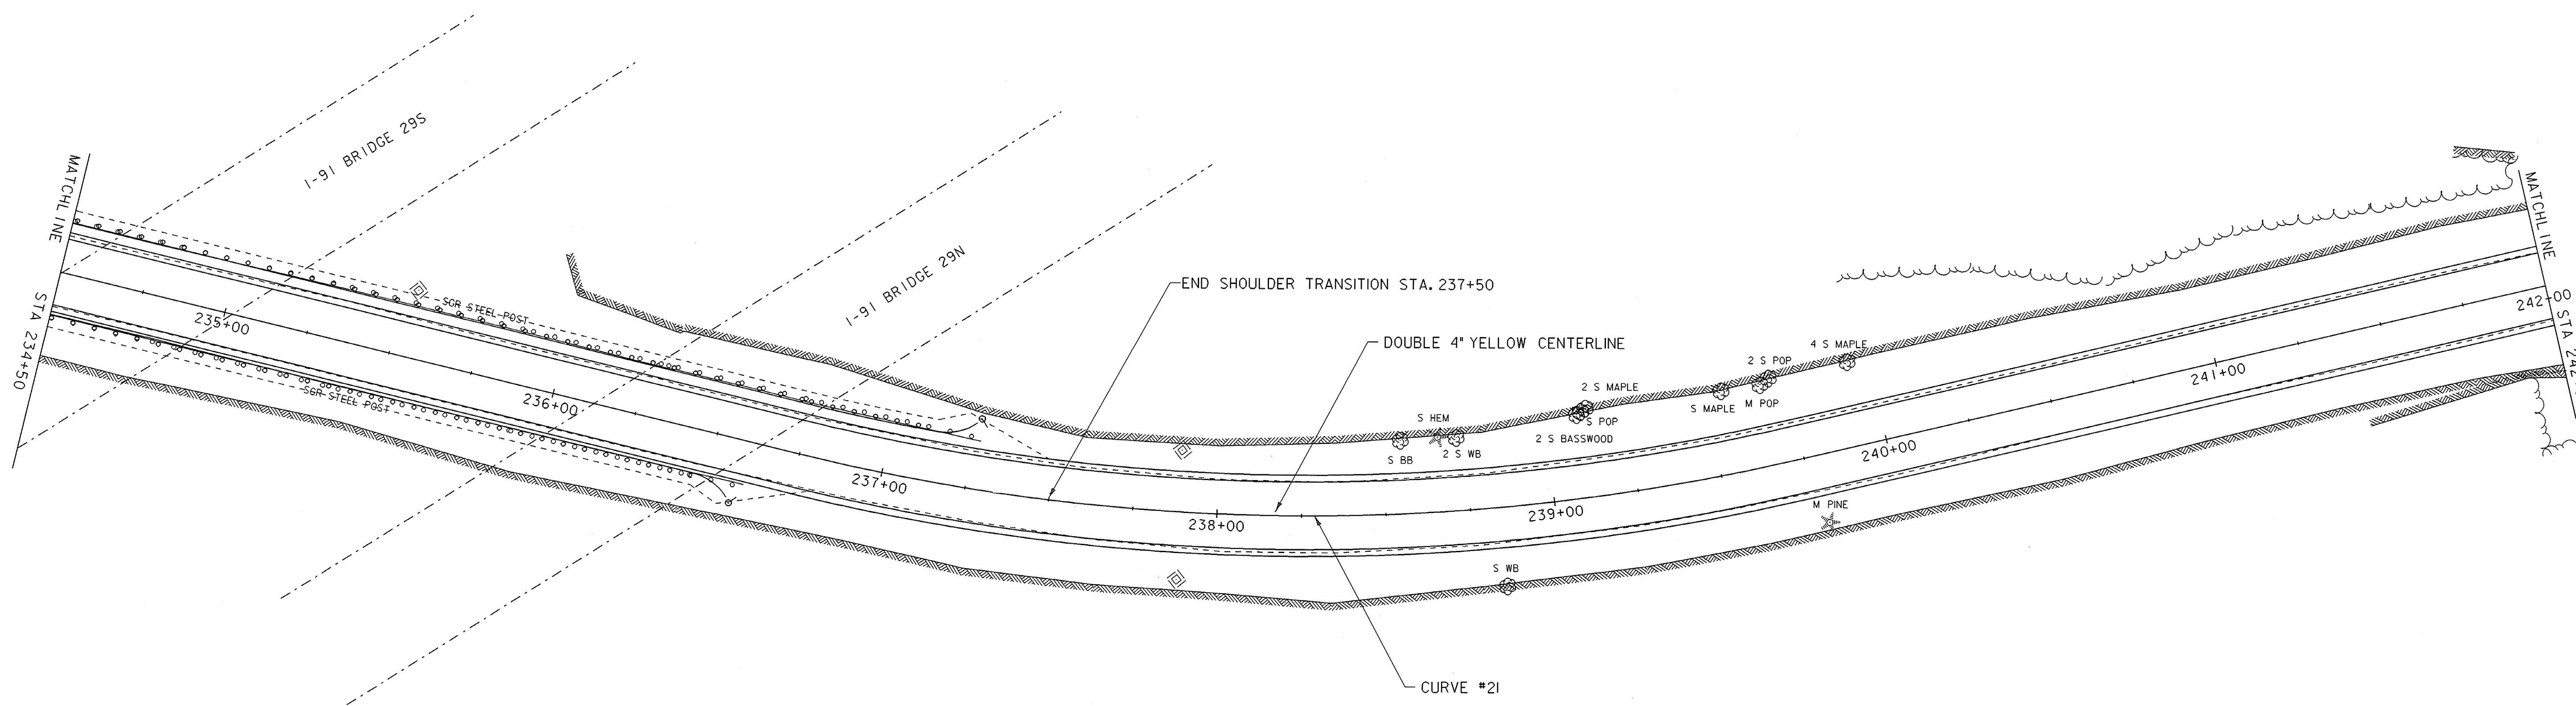 I-91 BRIDGE 29S
MATCHLINE
STA 234+50
I-91 BRIDGE 29N
SGR STEEL POST
SGR STEEL POST
235+00
236+00
237+00
238+00
239+00
240+00
241+00
242+00
END SHOULDER TRANSITION STA. 237+50
DOUBLE 4" YELLOW CENTERLINE
CURVE #21
S HEM
S BB
2 S WB
2 S MAPLE
S POP
2 S BASSWOOD
S MAPLE
2 S POP
M POP
4 S MAPLE
S WB
M PINE
MATCHLINE
STA 242